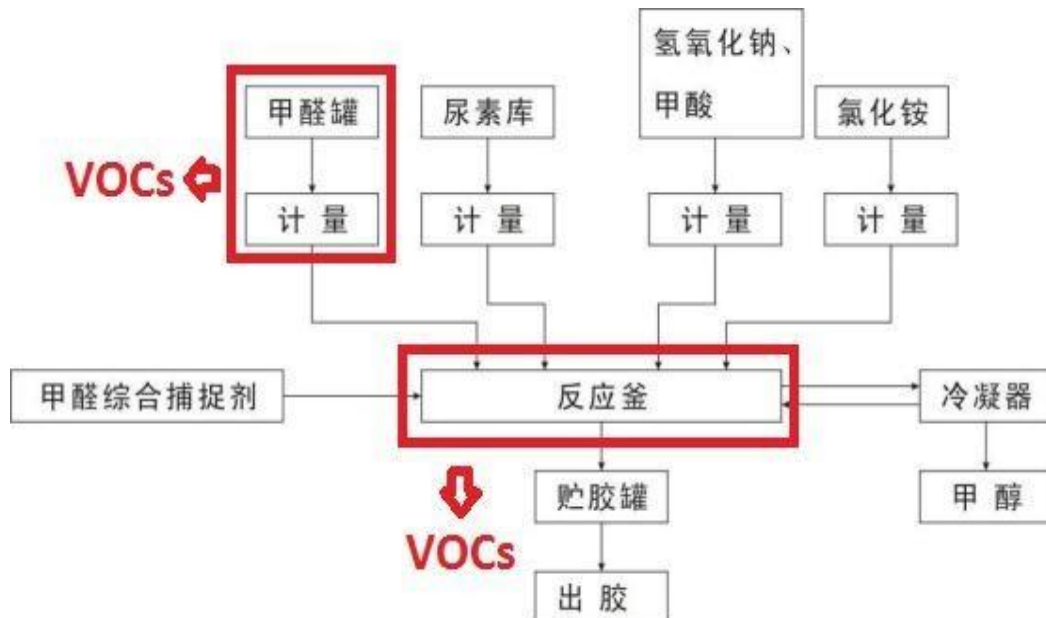 甲醛罐
尿素库
氢氧化钠、
甲酸
氯化铵
VOCs
计 量
计 量
计 量
计 量
甲醛综合捕捉剂
反应釜
冷凝器
VOCs
贮胶罐
甲 醇
出 胶